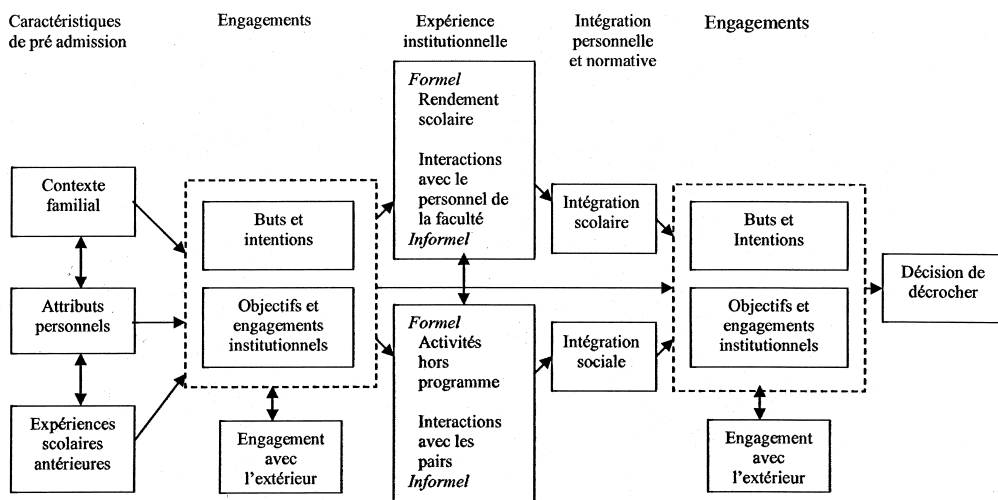 Caractéristiques
de pré admission
Engagements
Expérience
institutionnelle
Intégration
personnelle
et normative
Engagements
Contexte
familial
Attributs
personnels
Expériences
scolaires
antérieures
Buts et
intentions
Objectifs et
engagements
institutionnels
Engagement
avec
l'extérieur
Formel
Rendement
scolaire
Interactions
avec le
personnel de
la faculté
Informel
Formel
Activités
hors
programme
Interactions
avec les
pairs
Informel
Intégration
scolaire
Intégration
sociale
Buts et
Intentions
Objectifs et
engagements
institutionnels
Engagement
avec
l'extérieur
Décision de
décrocher